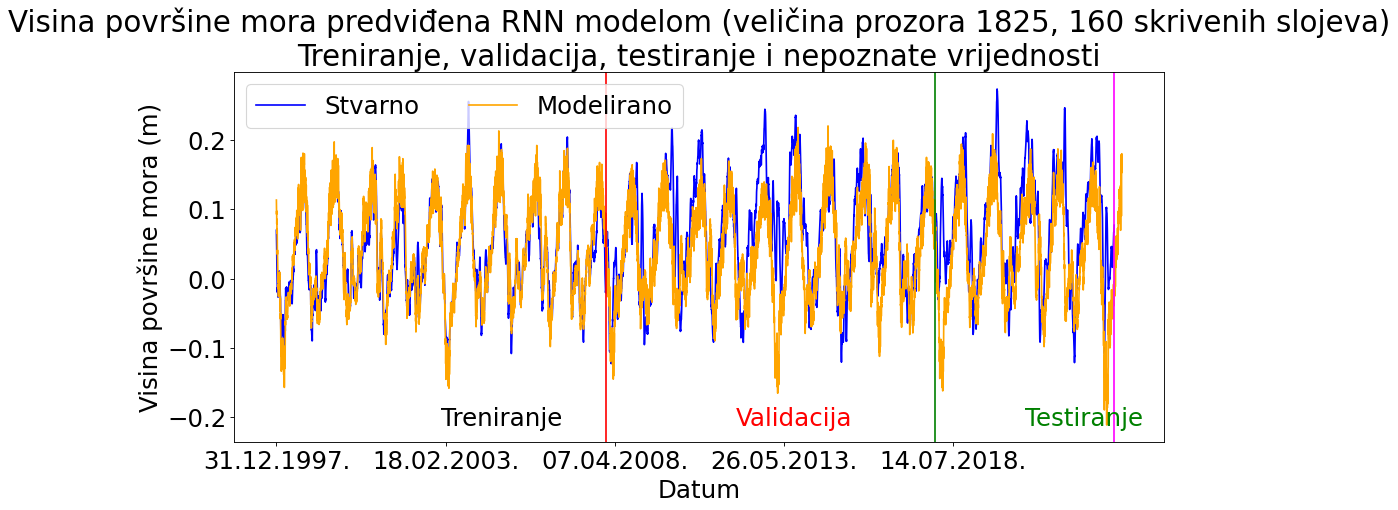 Visina površine mora predviđena RNN modelom (veličina prozora 1825, 160 skrivenih slojeva)
Treniranje, validacija, testiranje i nepoznate vrijednosti
Stvarno Modelirano
Visina površine mora (m)
0.2
0.1
0.0
−0.1
−0.2
Treniranje Validacija Testiranje
31.12.1997. 18.02.2003. 07.04.2008. 26.05.2013. 14.07.2018.
Datum